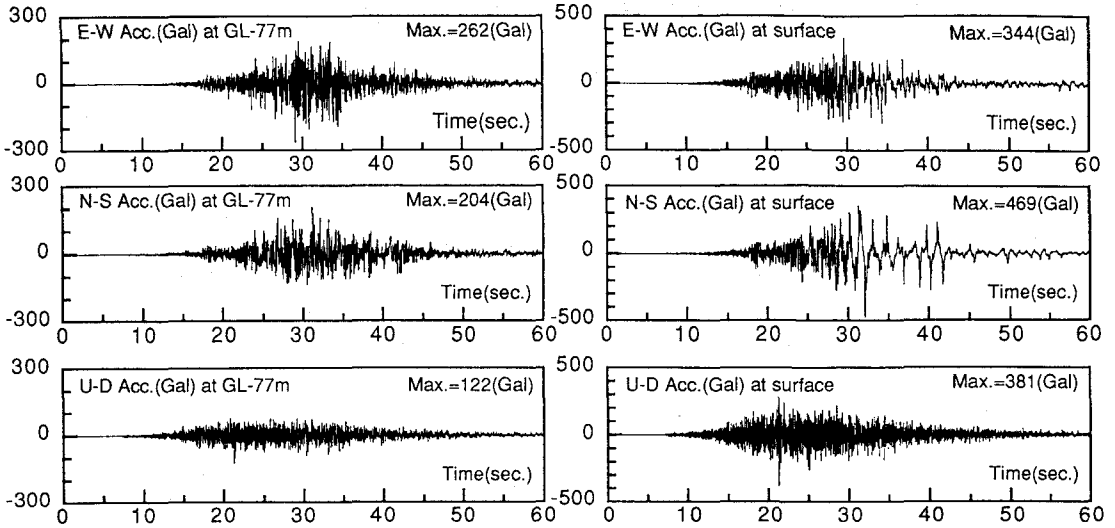 300 E-W Acc.(Gal) at GL-77m Max.=262(Gal)
0
Time(sec.)
-300
0 10 20 30 40 50 60
500 E-W Acc.(Gal) at surface Max.=344(Gal)
0
Time(sec.)
-500
0 10 20 30 40 50 60
300 N-S Acc.(Gal) at GL-77m Max.=204(Gal)
0
Time(sec.)
-300
0 10 20 30 40 50 60
500 N-S Acc.(Gal) at surface Max.=469(Gal)
0
Time(sec.)
-500
0 10 20 30 40 50 60
300 U-D Acc.(Gal) at GL-77m Max.=122(Gal)
0
Time(sec.)
-300
0 10 20 30 40 50 60
500 U-D Acc.(Gal) at surface Max.=381(Gal)
0
Time(sec.)
-500
0 10 20 30 40 50 60